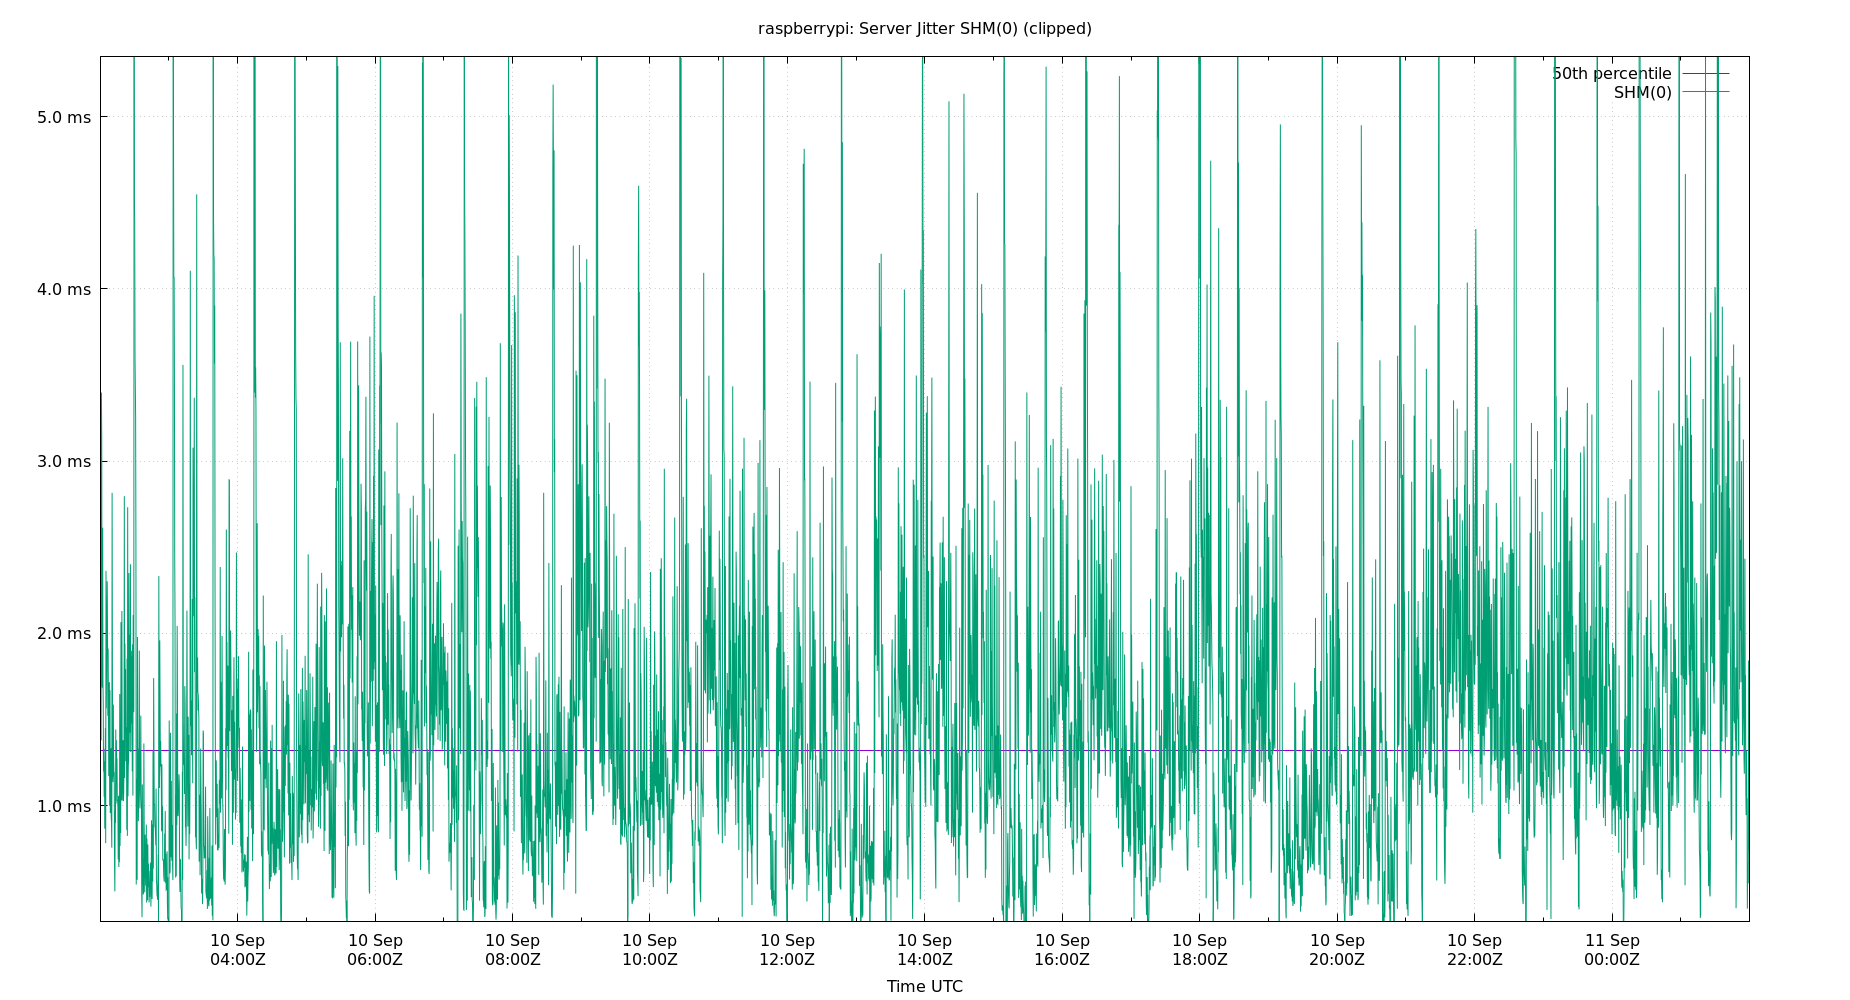 raspberrypi: Server Jitter SHM(0) (clipped)
50th percentile
SHM(0)
5.0 ms
4.0 ms
3.0 ms
2.0 ms
1.0 ms
10 Sep 10 Sep 10 Sep 10 Sep 10 Sep 10 Sep 10 Sep 10 Sep 10 Sep 10 Sep 11 Sep
04:00Z 06:00Z 08:00Z 10:00Z 12:00Z 14:00Z 16:00Z 18:00Z 20:00Z 22:00Z 00:00Z
Time UTC